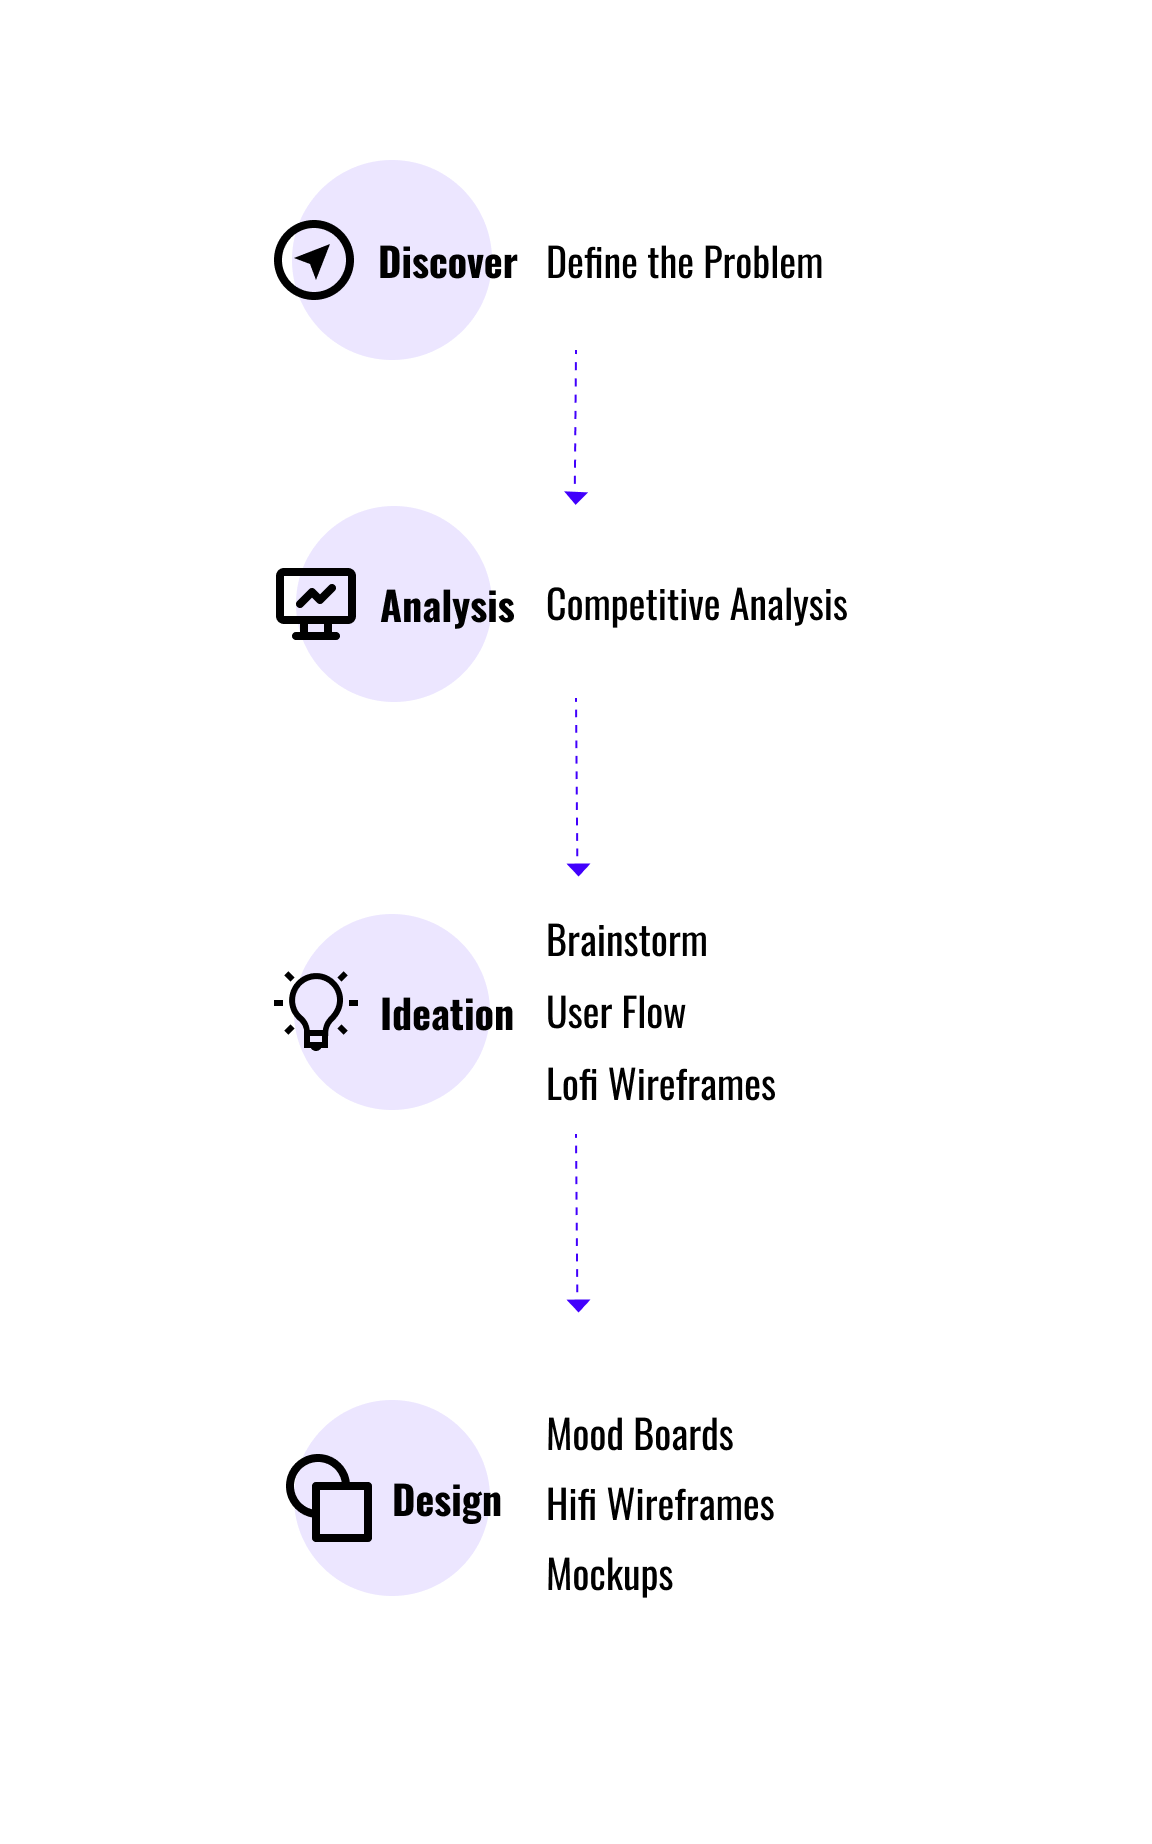 Discover Define the Problem
Analysis Competitive Analysis
Brainstorm
Ideation User Flow
Lofi Wireframes
Mood Boards
Design Hifi Wireframes
Mockups